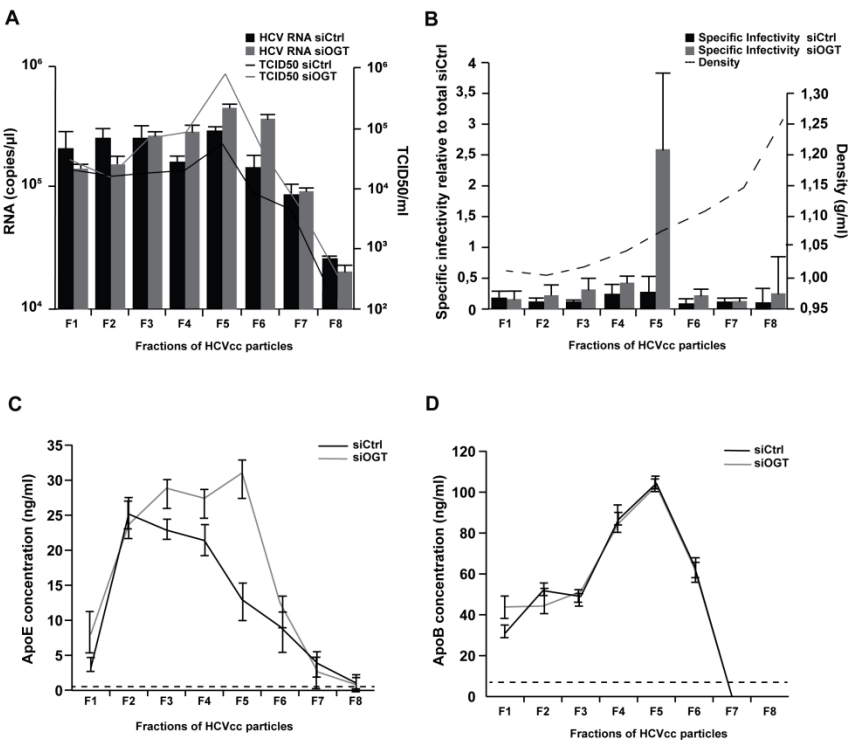 A
HCV RNA siCtrl
HCV RNA siOGT
TCID50 siCtrl
TCID50 siOGT
RNA (copies/µl)
10⁶
10⁵
10⁴
TCID50/ml
10⁶
10⁵
10⁴
10³
10²
F1 F2 F3 F4 F5 F6 F7 F8
Fractions of HCVcc particles
B
Specific Infectivity siCtrl
Specific Infectivity siOGT
Density
Specific infectivity relative to total siCtrl
4
3,5
3
2,5
2
1,5
1
0,5
0
Density (g/ml)
1,30
1,25
1,20
1,15
1,10
1,05
1,00
0,95
F1 F2 F3 F4 F5 F6 F7 F8
Fractions of HCVcc particles
C
siCtrl
siOGT
ApoE concentration (ng/ml)
35
30
25
20
15
10
5
0
F1 F2 F3 F4 F5 F6 F7 F8
Fractions of HCVcc particles
D
siCtrl
siOGT
ApoB concentration (ng/ml)
120
100
80
60
40
20
0
F1 F2 F3 F4 F5 F6 F7 F8
Fractions of HCVcc particles